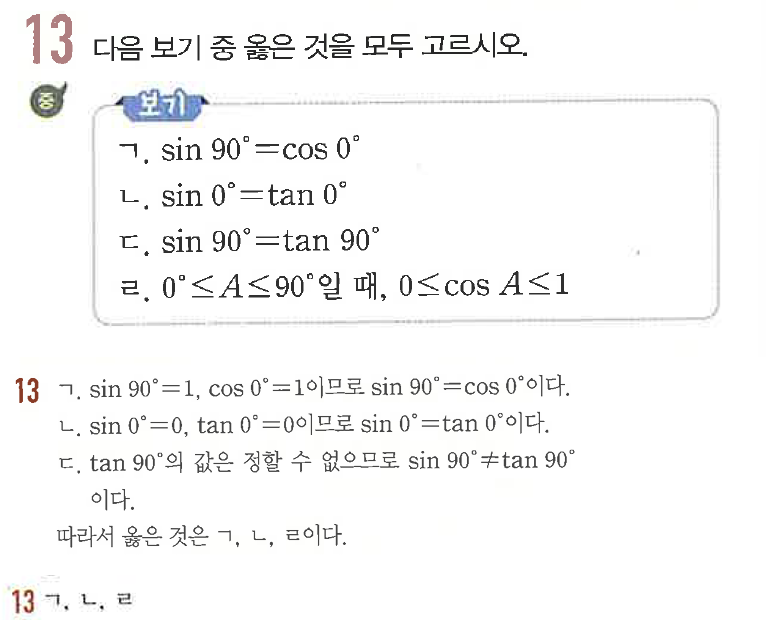 13 다음 보기 중 옳은 것을 모두 고르시오.
중
보기
ㄱ. sin 90°=cos 0°
ㄴ. sin 0°=tan 0°
ㄷ. sin 90°=tan 90°
ㄹ. 0°≤A≤90°일 때, 0≤cos A≤1
13 ㄱ. sin 90°=1, cos 0°=1이므로 sin 90°=cos 0°이다.
ㄴ. sin 0°=0, tan 0°=0이므로 sin 0°=tan 0°이다.
ㄷ. tan 90°의 값은 정할 수 없으므로 sin 90°≠tan 90°
이다.
따라서 옳은 것은 ㄱ, ㄴ, ㄹ이다.
13 ㄱ, ㄴ, ㄹ